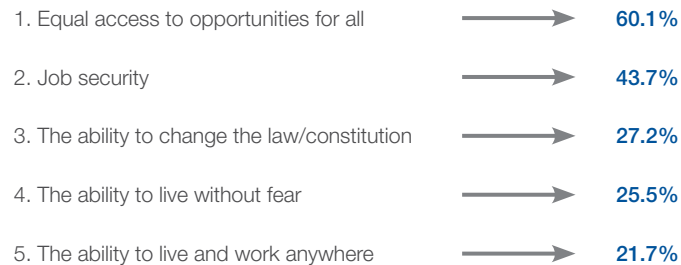 1. Equal access to opportunities for all 60.1%
2. Job security 43.7%
3. The ability to change the law/constitution 27.2%
4. The ability to live without fear 25.5%
5. The ability to live and work anywhere 21.7%